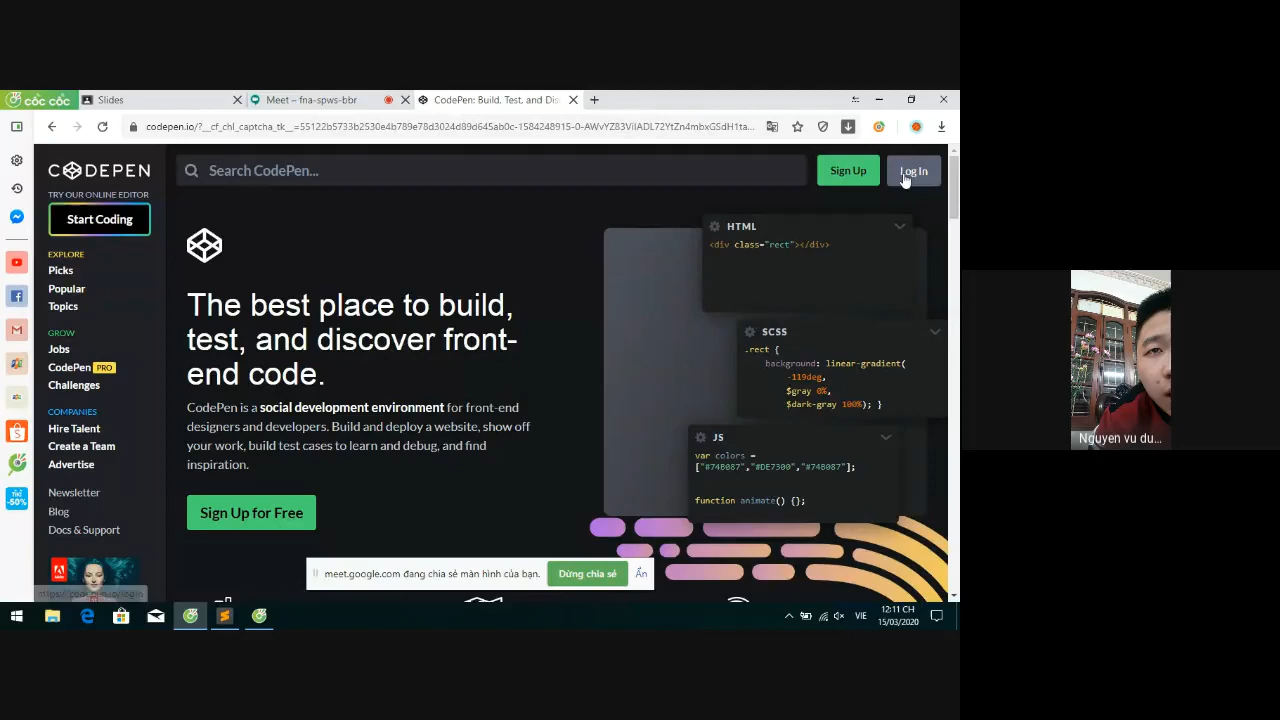 cốc cốc
Slides
Meet – fna-spws-bbr
CodePen: Build, Test, and Dis
codepen.io/?__cf_chl_captcha_tk__=
CODEPEN
TRY OUR ONLINE EDITOR
Start Coding
EXPLORE
Picks
Popular
Topics
GROW
Jobs
CodePen PRO
Challenges
COMPANIES
Hire Talent
Create a Team
Advertise
Newsletter
Blog
Docs & Support
Search CodePen...
Sign Up
Log In
The best place to build,
test, and discover front-
end code.
CodePen is a social development environment for front-end
designers and developers. Build and deploy a website, show off
your work, build test cases to learn and debug, and find
inspiration.
Sign Up for Free
HTML
<div class="rect"></div>
SCSS
.rect {
background: linear-gradient(
-119deg,
$gray 0%,
$dark-gray 100%); }
JS
var colors =
["#74B087","#DE7300","#74B087"];
function animate() {};
meet.google.com đang chia sẻ màn hình của bạn.
Dừng chia sẻ
Ẩn
-50%
VIE
12:11 CH
15/03/2020
Nguyen vu du...